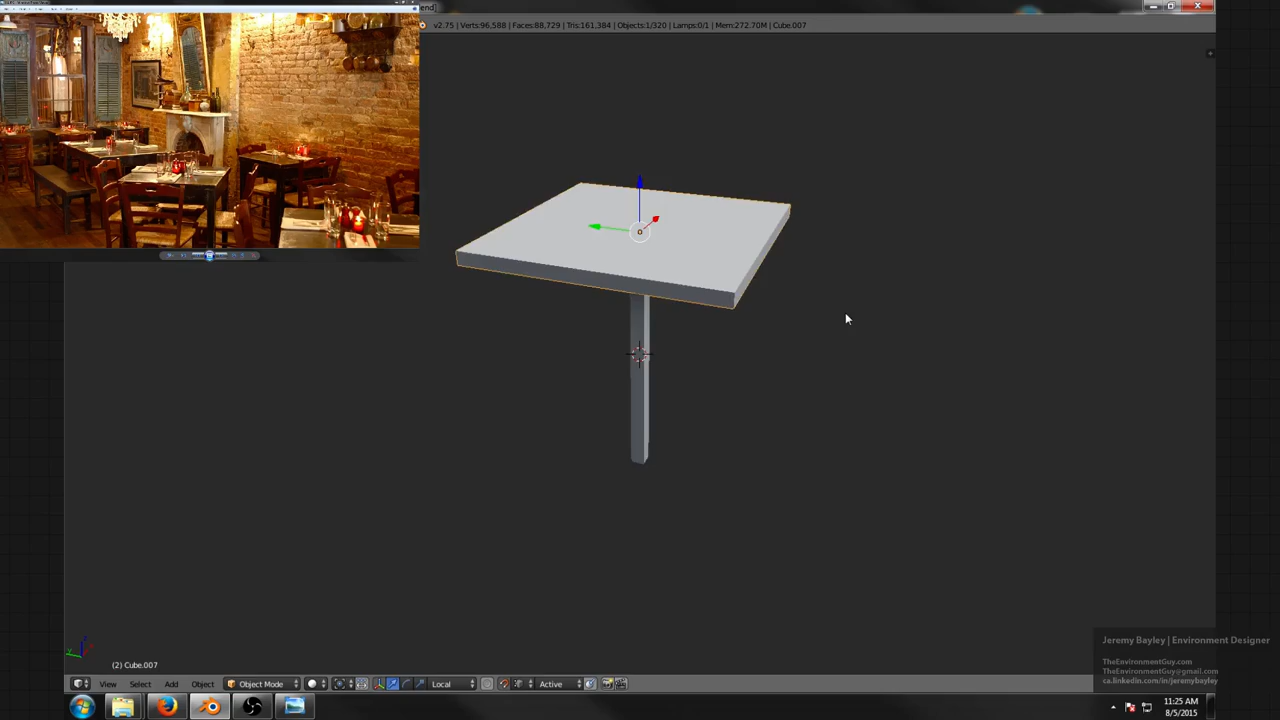 end]
v2.75 | Verts:96,588 | Faces:88,729 | Tris:161,384 | Objects:1/320 | Lamps:0/1 | Mem:272.70M | Cube.007
(2) Cube.007
View Select Add Object Object Mode Local Active
Jeremy Bayley | Environment Designer
TheEnvironmentGuy.com
TheEnvironmentGuy@gmail.com
ca.linkedin.com/in/jeremybayley
11:25 AM
8/5/2015